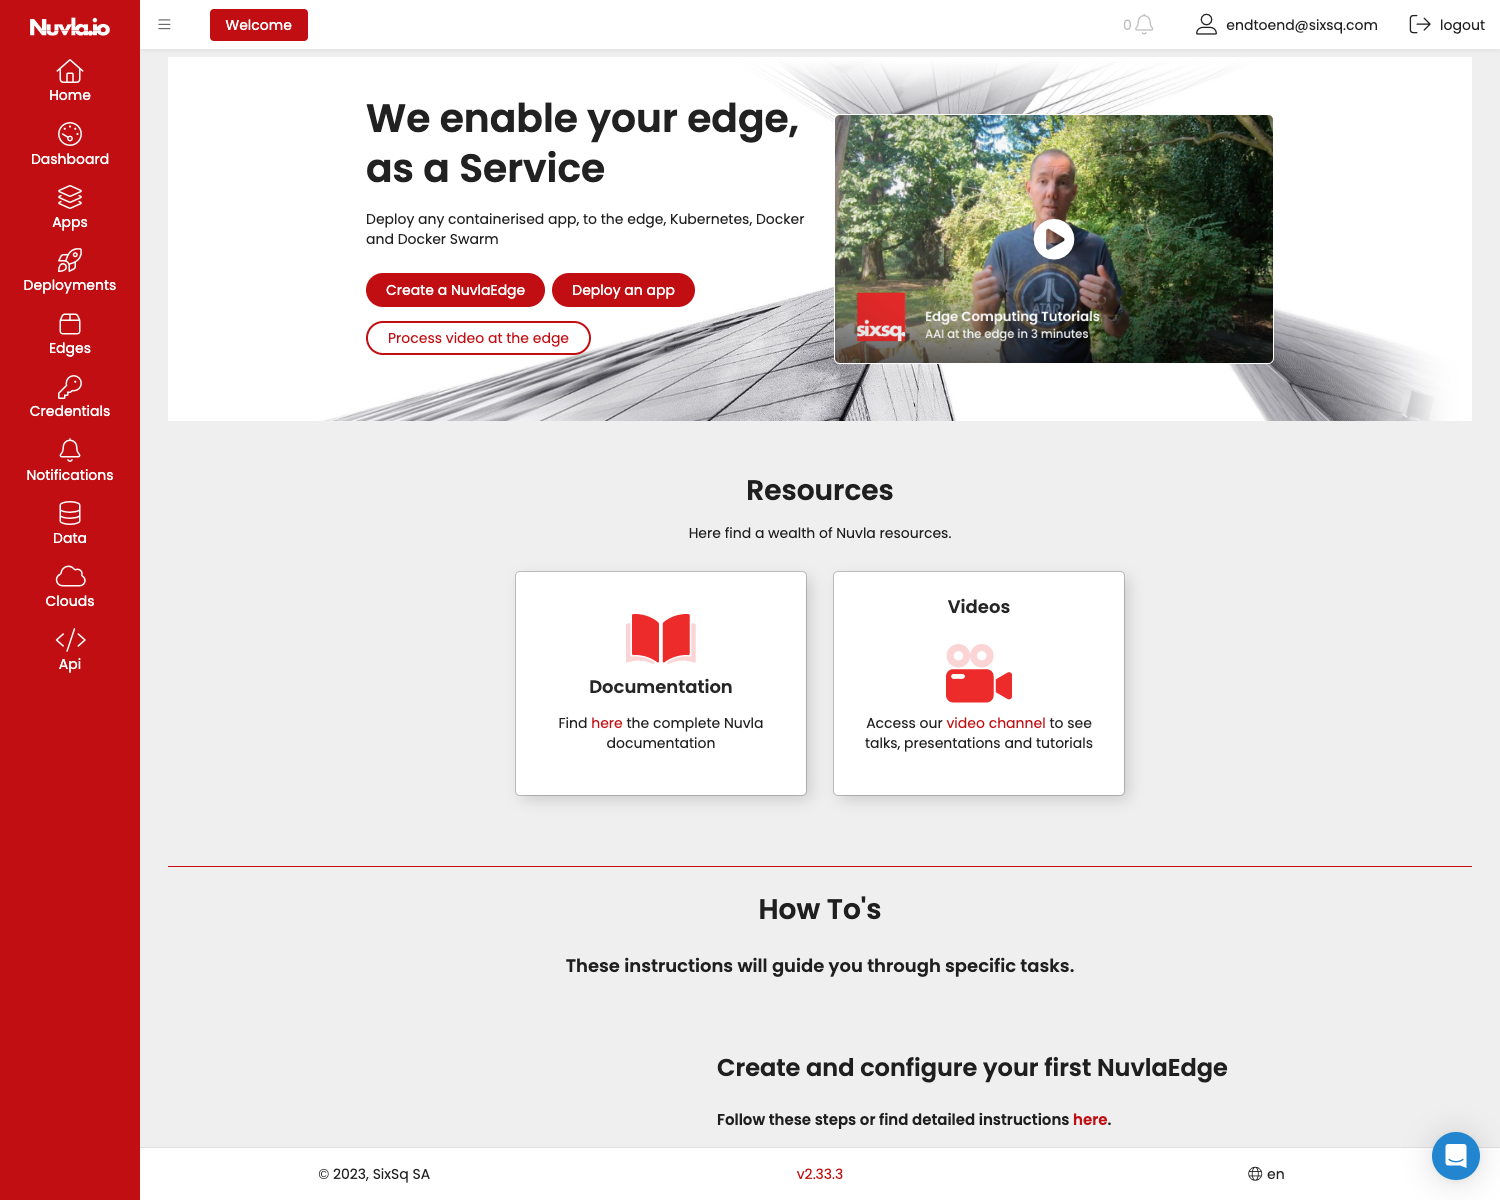 Nuvla.io
Home
Dashboard
Apps
Deployments
Edges
Credentials
Notifications
Data
Clouds
Api
Welcome
0
endtoend@sixsq.com
logout
We enable your edge,
as a Service
Deploy any containerised app, to the edge, Kubernetes, Docker
and Docker Swarm
Create a NuvlaEdge
Deploy an app
Process video at the edge
ATARI
sixsq.
Edge Computing Tutorials
AAI at the edge in 3 minutes
Resources
Here find a wealth of Nuvla resources.
Documentation
Find here the complete Nuvla
documentation
Videos
Access our video channel to see
talks, presentations and tutorials
How To's
These instructions will guide you through specific tasks.
Create and configure your first NuvlaEdge
Follow these steps or find detailed instructions here.
© 2023, SixSq SA
v2.33.3
en